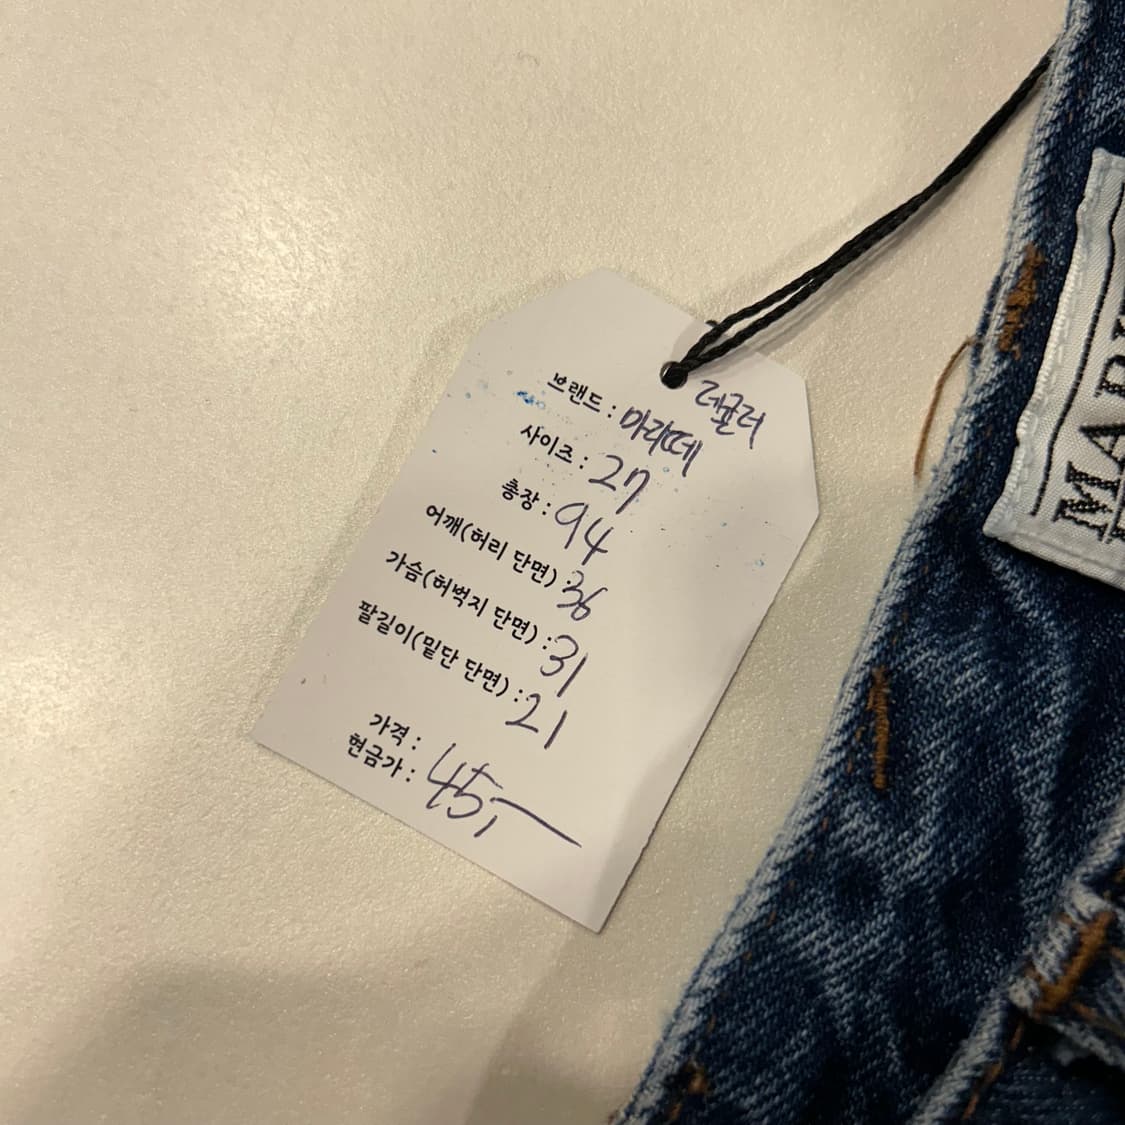 레귤러
브랜드 : 마리떼
사이즈 : 27
총장 : 94
어깨(허리 단면) : 36
가슴(허벅지 단면) : 31
팔길이(밑단 단면) : 21
가격 :
현금가 : 45,-